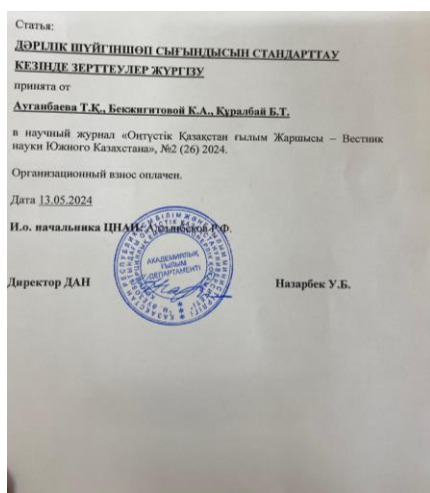 Статья:
ДӘРІЛІК ШҮЙГІНШӨП СЫҒЫНДЫСЫН СТАНДАРТТАУ
КЕЗІНДЕ ЗЕРТТЕУЛЕР ЖҮРГІЗУ
принята от
Ауганбаева Т.Қ., Бекжигитовой К.А., Құралбай Б.Т.
в научный журнал «Оңтүстік Қазақстан ғылым Жаршысы – Вестник
науки Южного Казахстана», №2 (26) 2024.
Организационный взнос оплачен.
Дата 13.05.2024
И.о. начальника ЦНАИ: Р.Ф.
АКАДЕМИЯЛЫҚ
ҒЫЛЫМ
ДЕПАРТАМЕНТІ
Директор ДАН Назарбек У.Б.